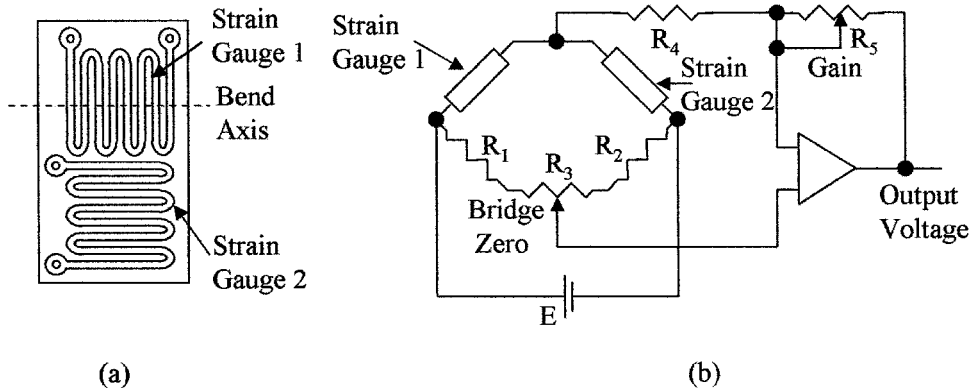 Strain
Gauge 1
Bend
Axis
Strain
Gauge 2
(a)
Strain
Gauge 1
R4
R5
Gain
Strain
Gauge 2
R1
R2
R3
Bridge
Zero
Output
Voltage
E
(b)